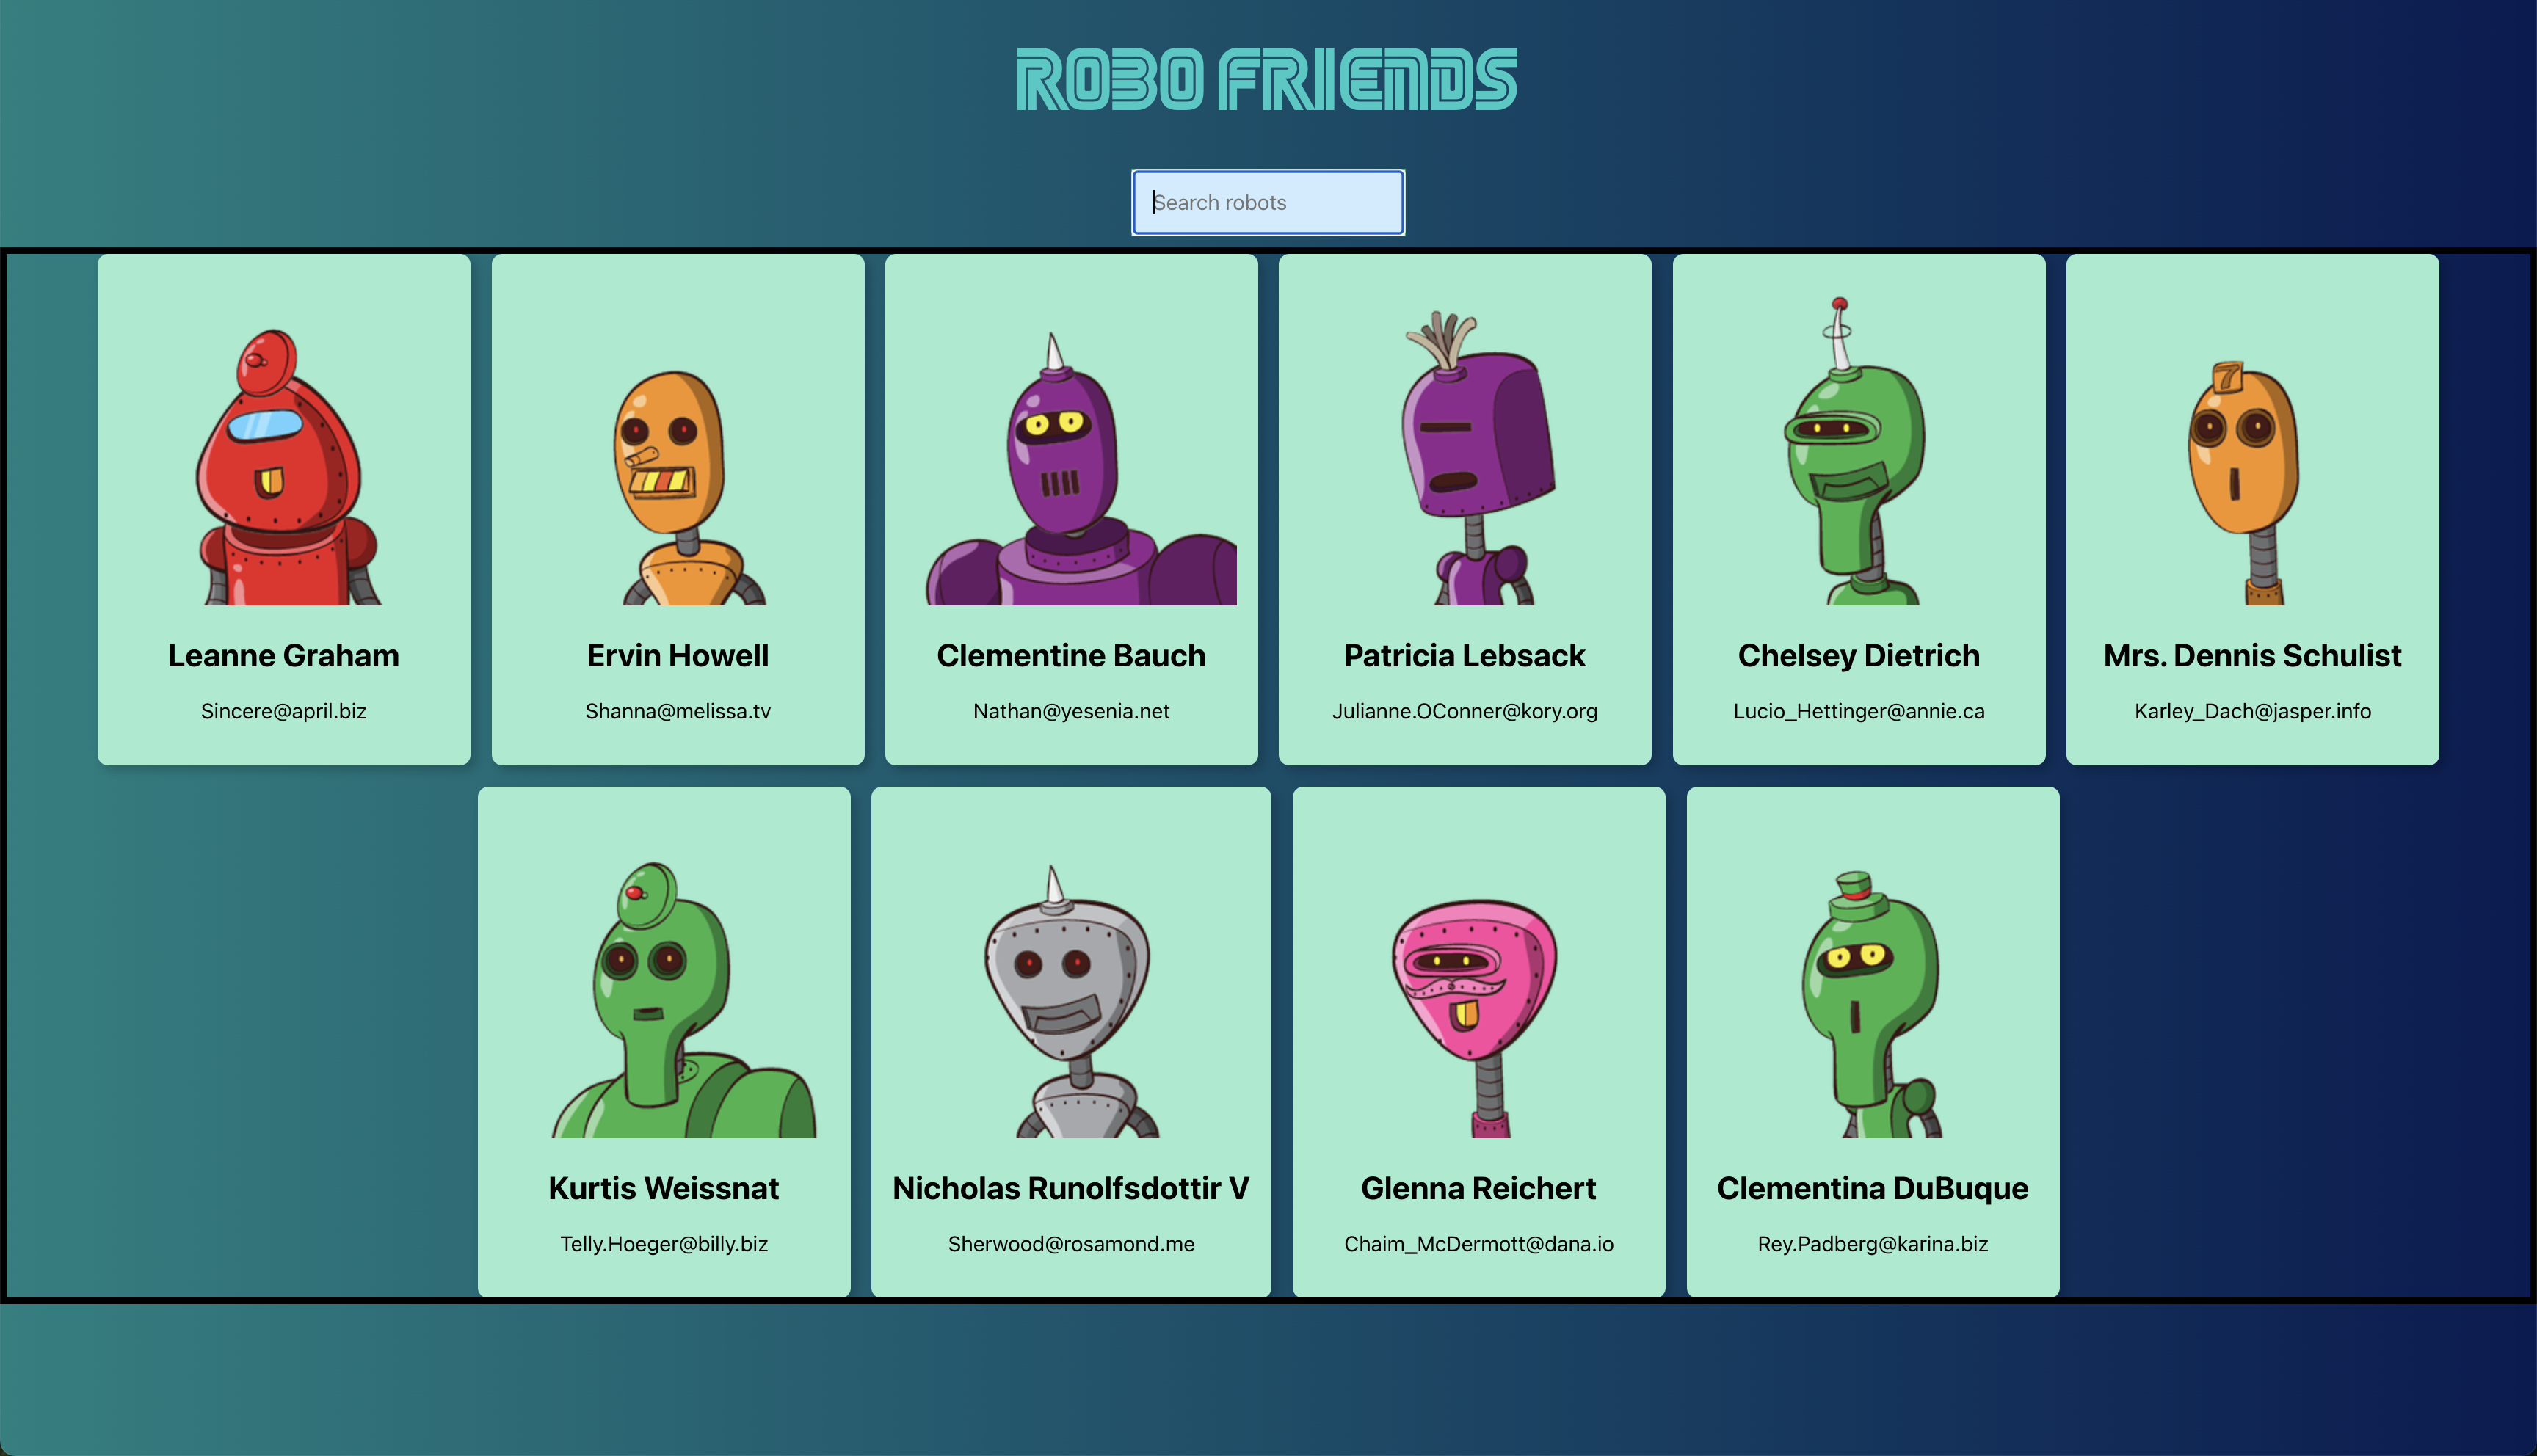 ROBO FRIENDS
Search robots
7
Leanne Graham
Sincere@april.biz
Ervin Howell
Shanna@melissa.tv
Clementine Bauch
Nathan@yesenia.net
Patricia Lebsack
Julianne.OConner@kory.org
Chelsey Dietrich
Lucio_Hettinger@annie.ca
Mrs. Dennis Schulist
Karley_Dach@jasper.info
Kurtis Weissnat
Telly.Hoeger@billy.biz
Nicholas Runolfsdottir V
Sherwood@rosamond.me
Glenna Reichert
Chaim_McDermott@dana.io
Clementina DuBuque
Rey.Padberg@karina.biz